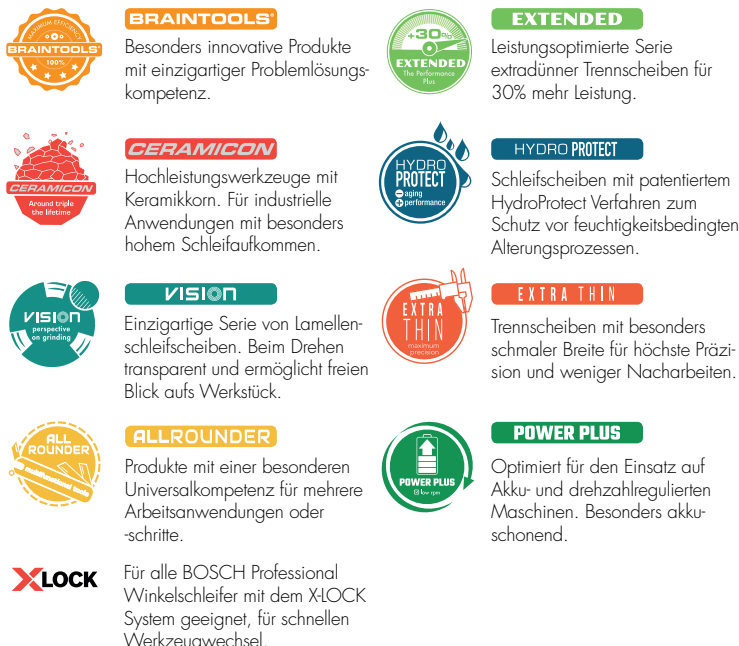 MAXIMUM EFFICIENCY
BRAINTOOLS®
100%
BRAINTOOLS®
Besonders innovative Produkte
mit einzigartiger Problemlösungs-
kompetenz.
CERAMICON
Around triple
the lifetime
CERAMICON
Hochleistungswerkzeuge mit
Keramikkorn. Für industrielle
Anwendungen mit besonders
hohem Schleifaufkommen.
VISION
perspective
on grinding
VISION
Einzigartige Serie von Lamellen-
schleifscheiben. Beim Drehen
transparent und ermöglicht freien
Blick aufs Werkstück.
ALL
ROUNDER
multifunctional tools
ALLROUNDER
Produkte mit einer besonderen
Universalkompetenz für mehrere
Arbeitsanwendungen oder
-schritte.
X-LOCK
Für alle BOSCH Professional
Winkelschleifer mit dem X-LOCK
System geeignet, für schnellen
Werkzeugwechsel.
+30%
EXTENDED
The Performance
Plus
EXTENDED
Leistungsoptimierte Serie
extradünner Trennscheiben für
30% mehr Leistung.
HYDRO
PROTECT
- aging
+ performance
HYDRO PROTECT
Schleifscheiben mit patentiertem
HydroProtect Verfahren zum
Schutz vor feuchtigkeitsbedingten
Alterungsprozessen.
EXTRA
THIN
maximum
precision
EXTRA THIN
Trennscheiben mit besonders
schmaler Breite für höchste Präzi-
sion und weniger Nacharbeiten.
POWER PLUS
low rpm
POWER PLUS
Optimiert für den Einsatz auf
Akku- und drehzahlregulierten
Maschinen. Besonders akku-
schonend.